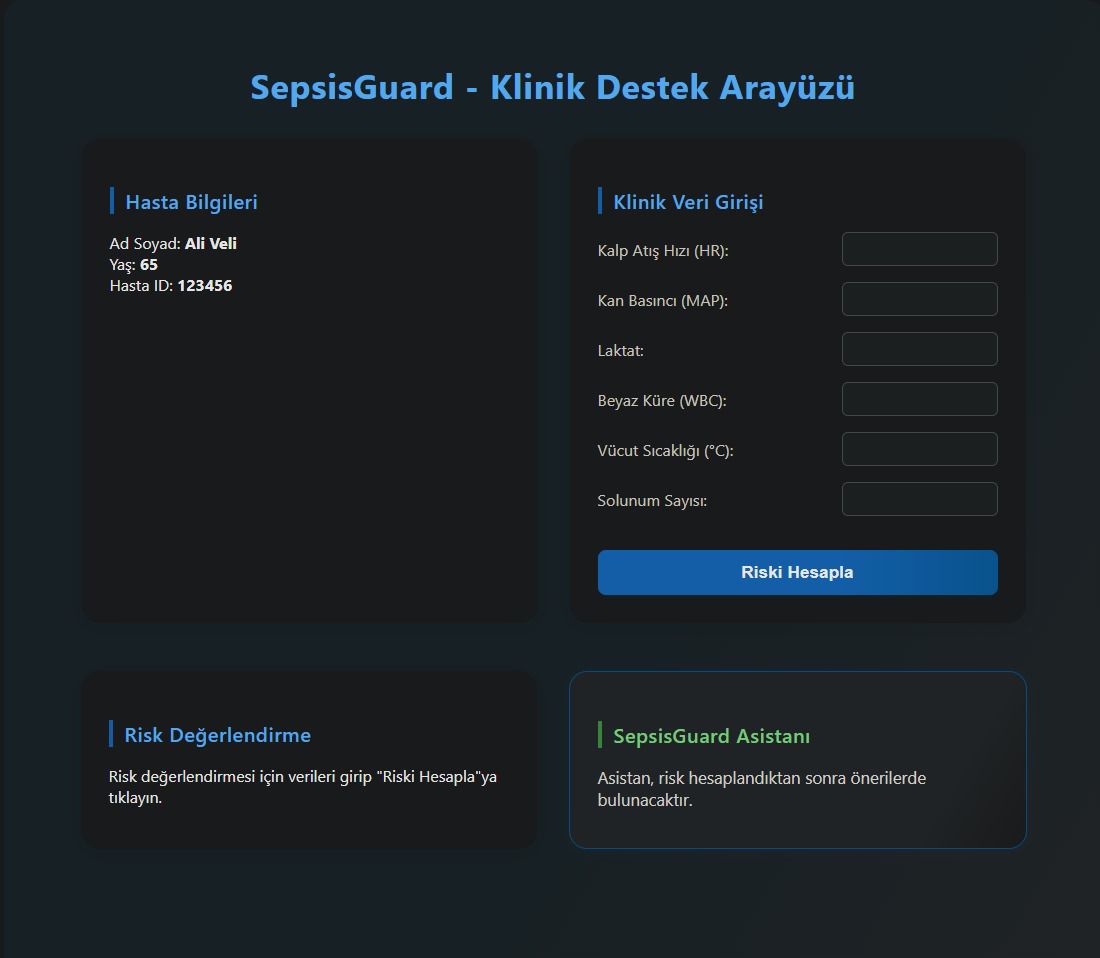 SepsisGuard - Klinik Destek Arayüzü
Hasta Bilgileri
Ad Soyad: Ali Veli
Yaş: 65
Hasta ID: 123456
Klinik Veri Girişi
Kalp Atış Hızı (HR):
Kan Basıncı (MAP):
Laktat:
Beyaz Küre (WBC):
Vücut Sıcaklığı (°C):
Solunum Sayısı:
Riski Hesapla
Risk Değerlendirme
Risk değerlendirmesi için verileri girip "Riski Hesapla"ya
tıklayın.
SepsisGuard Asistanı
Asistan, risk hesaplandıktan sonra önerilerde
bulunacaktır.